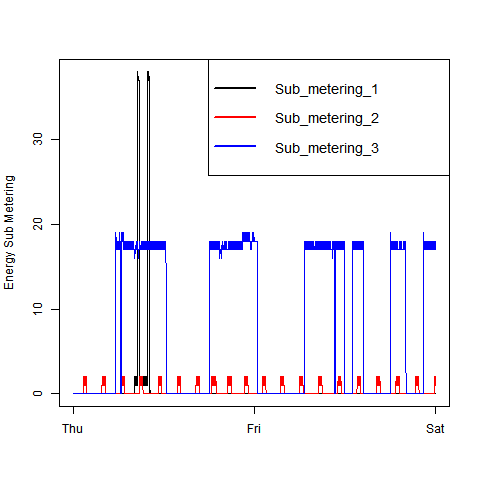 Sub_metering_1
Sub_metering_2
Sub_metering_3
Energy Sub Metering
30
20
10
0
Thu
Fri
Sat